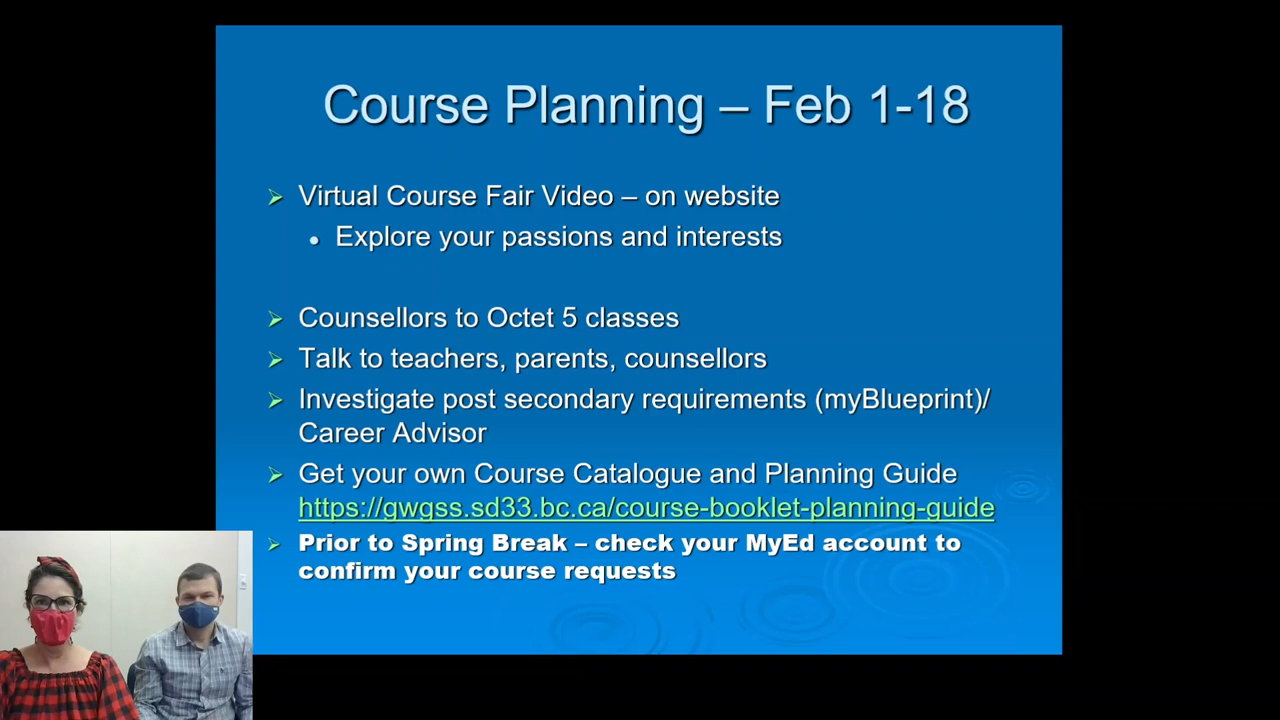 Course Planning – Feb 1-18
Virtual Course Fair Video – on website
Explore your passions and interests
Counsellors to Octet 5 classes
Talk to teachers, parents, counsellors
Investigate post secondary requirements (myBlueprint)/
Career Advisor
Get your own Course Catalogue and Planning Guide
https://gwgss.sd33.bc.ca/course-booklet-planning-guide
Prior to Spring Break – check your MyEd account to
confirm your course requests